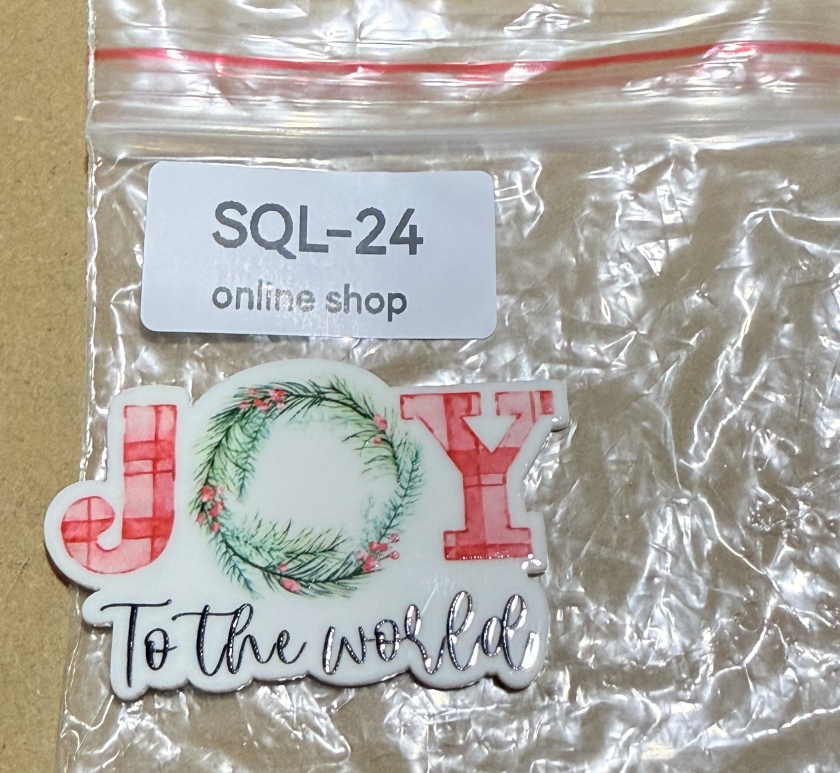 SQL-24
online shop
JOY
To the world